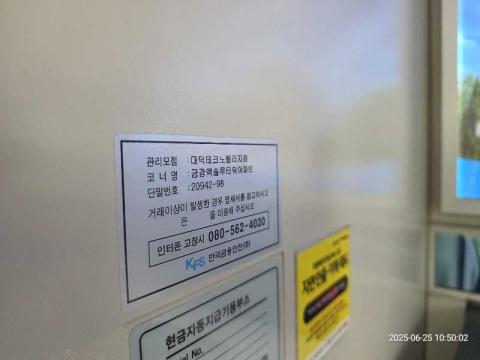 관리모점 : 대덕테크노밸리지점
코 너 명 : 금강엑슬루타워아파트
단말번호 : 20942-98
거래이상이 발생한 경우 명세서를 참고하시고
은 을 이용해 주십시오
인터폰 고장시 080-562-4020
KFS 한국금융안전(주)
현금자동지급기용부스
Serial No.
2025-06-25 10:50:02